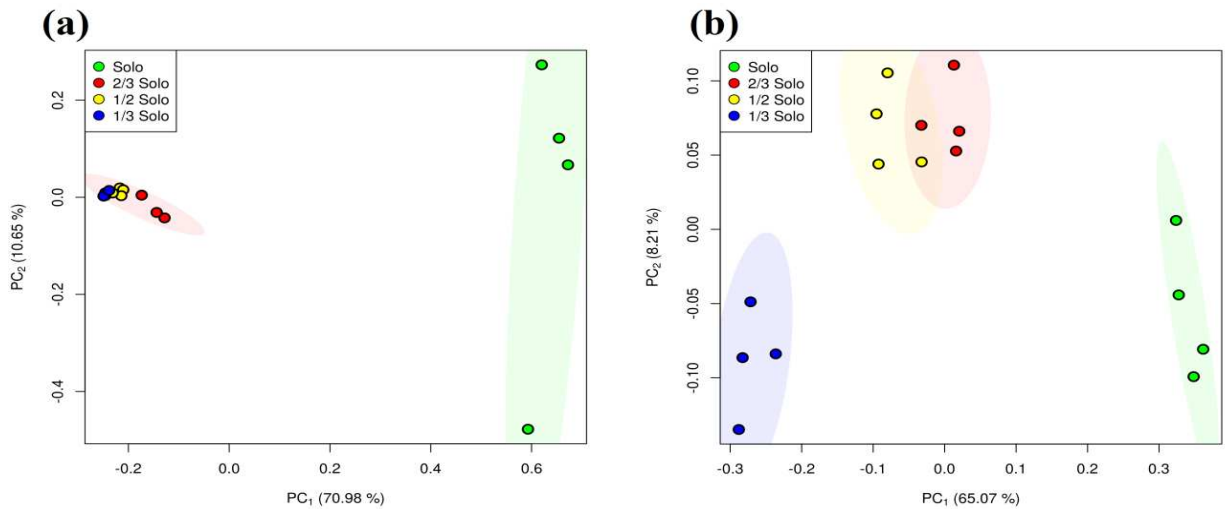 (a)
Solo
2/3 Solo
1/2 Solo
1/3 Solo
0.2
0.0
-0.2
-0.4
PC₂ (10.65 %)
-0.2 0.0 0.2 0.4 0.6
PC₁ (70.98 %)
(b)
Solo
2/3 Solo
1/2 Solo
1/3 Solo
0.10
0.05
0.00
-0.05
-0.10
PC₂ (8.21 %)
-0.3 -0.2 -0.1 0.0 0.1 0.2 0.3
PC₁ (65.07 %)